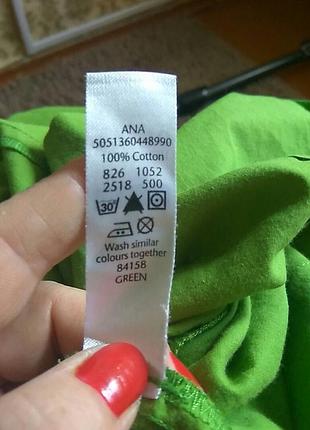 ANA
5051360448990
100% Cotton
826 1052
2518 500
30°
Wash similar
colours together
84158
GREEN